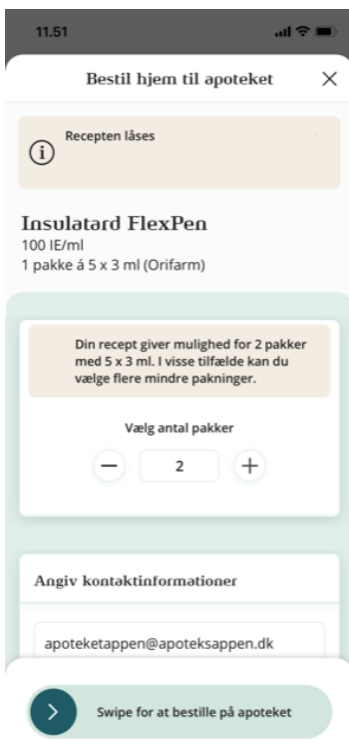 11.51
Bestil hjem til apoteket
Recepten låses
Insulatard FlexPen
100 IE/ml
1 pakke á 5 x 3 ml (Orifarm)
Din recept giver mulighed for 2 pakker
med 5 x 3 ml. I visse tilfælde kan du
vælge flere mindre pakninger.
Vælg antal pakker
2
Angiv kontaktinformationer
apoteketappen@apoteksappen.dk
Swipe for at bestille på apoteket